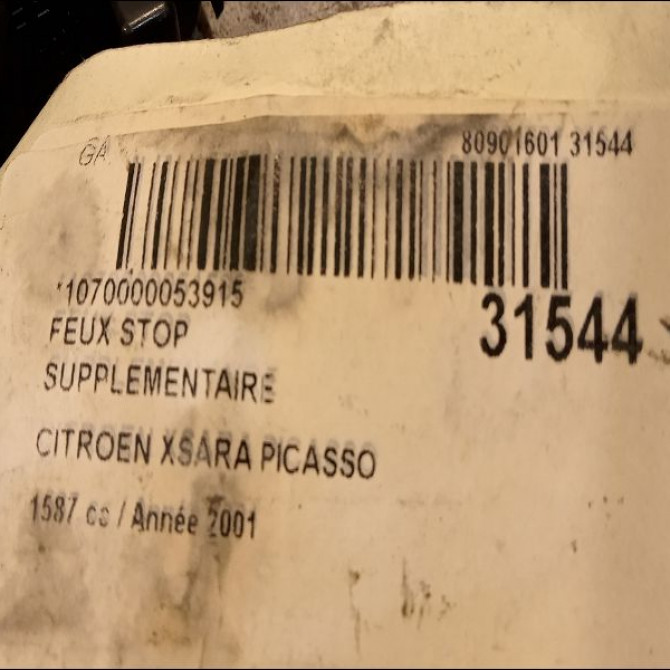 GA 80901601 31544
*1070000053915
31544
FEUX STOP
SUPPLEMENTAIRE
CITROEN XSARA PICASSO
1587 cc / Année 2001